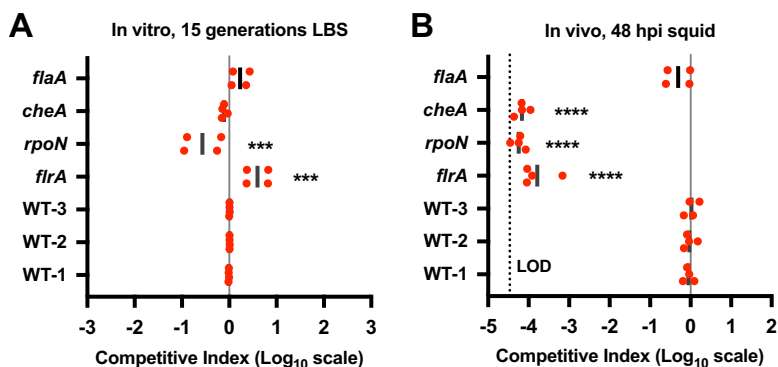 A
In vitro, 15 generations LBS
flaA
cheA
rpoN
***
flrA
***
WT-3
WT-2
WT-1
-3 -2 -1 0 1 2 3
Competitive Index (Log10 scale)
B
In vivo, 48 hpi squid
flaA
cheA
****
rpoN
****
flrA
****
WT-3
WT-2
WT-1
LOD
-5 -4 -3 -2 -1 0 1 2
Competitive Index (Log10 scale)